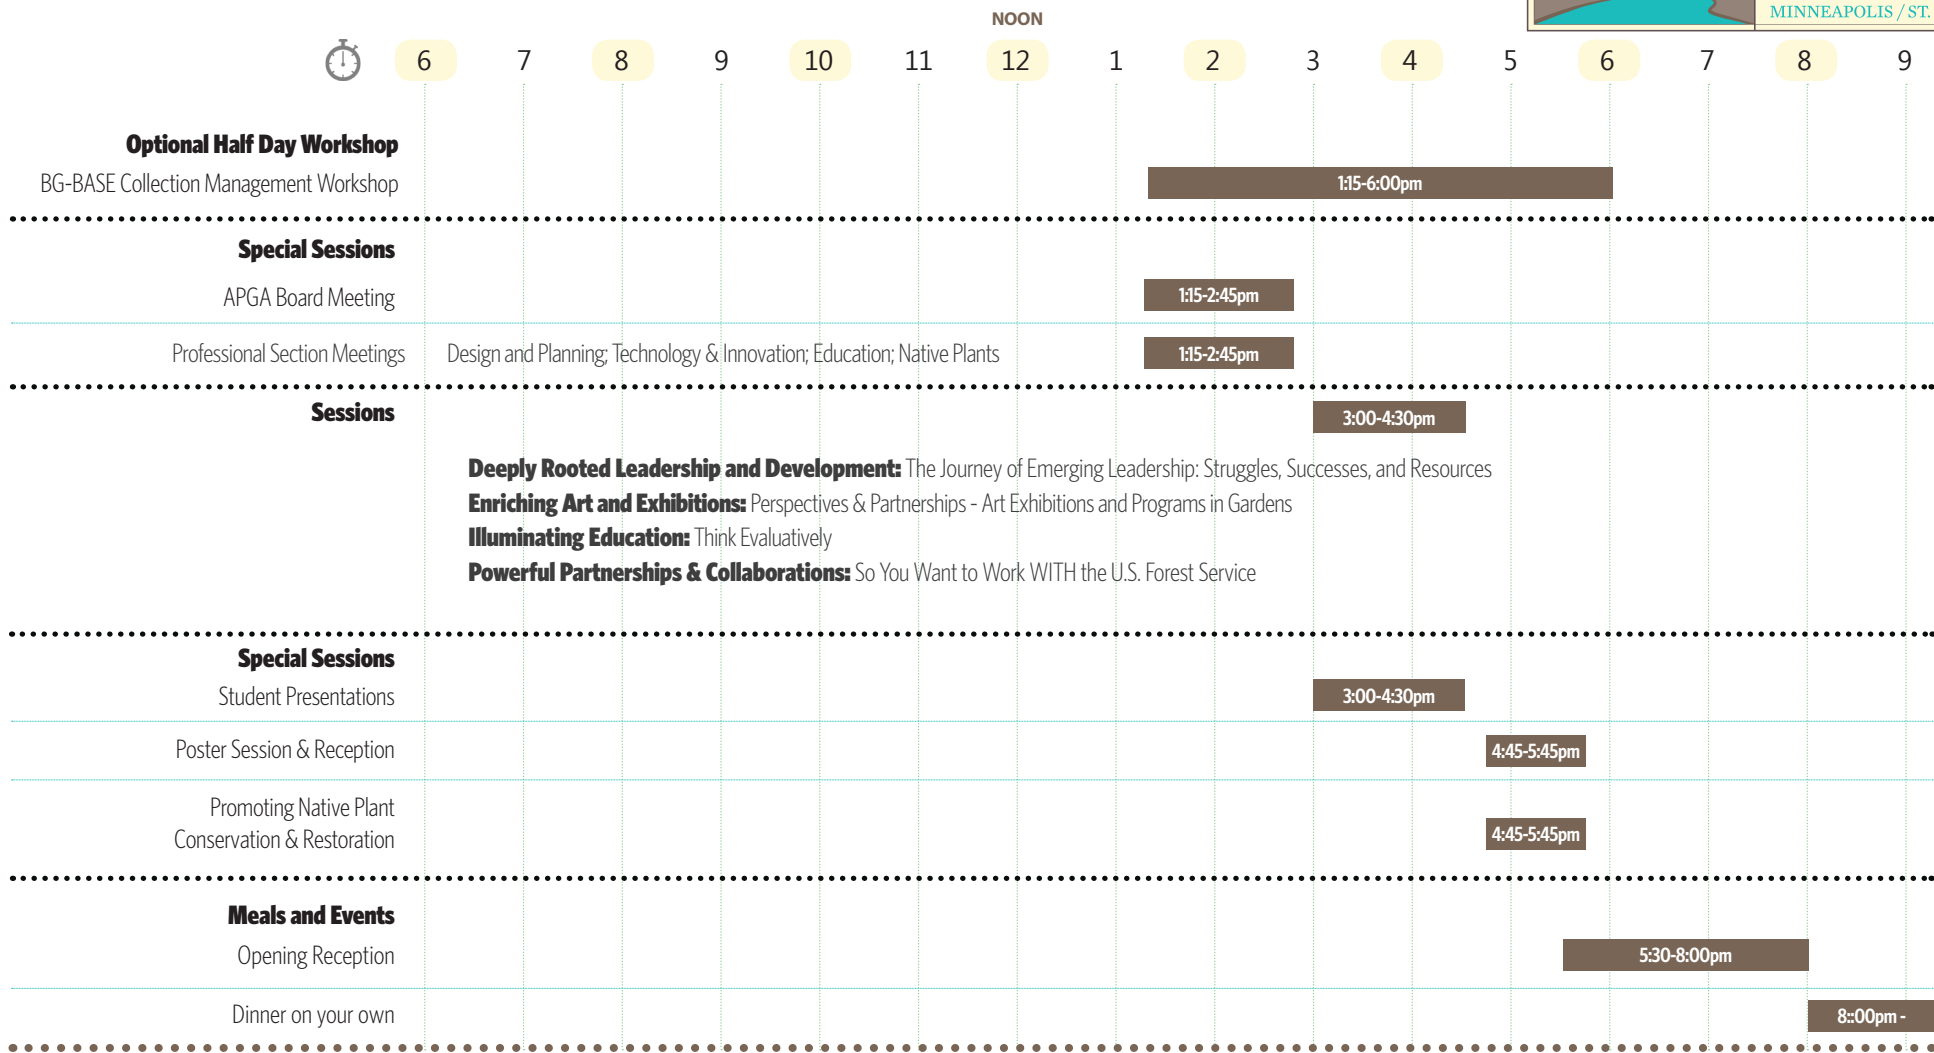 MINNEAPOLIS / ST.
NOON
6 7 8 9 10 11 12 1 2 3 4 5 6 7 8 9
Optional Half Day Workshop
BG-BASE Collection Management Workshop 1:15-6:00pm
Special Sessions
APGA Board Meeting 1:15-2:45pm
Professional Section Meetings Design and Planning; Technology & Innovation; Education; Native Plants 1:15-2:45pm
Sessions 3:00-4:30pm
Deeply Rooted Leadership and Development: The Journey of Emerging Leadership: Struggles, Successes, and Resources
Enriching Art and Exhibitions: Perspectives & Partnerships - Art Exhibitions and Programs in Gardens
Illuminating Education: Think Evaluatively
Powerful Partnerships & Collaborations: So You Want to Work WITH the U.S. Forest Service
Special Sessions
Student Presentations 3:00-4:30pm
Poster Session & Reception 4:45-5:45pm
Promoting Native Plant
Conservation & Restoration 4:45-5:45pm
Meals and Events
Opening Reception 5:30-8:00pm
Dinner on your own 8::00pm -